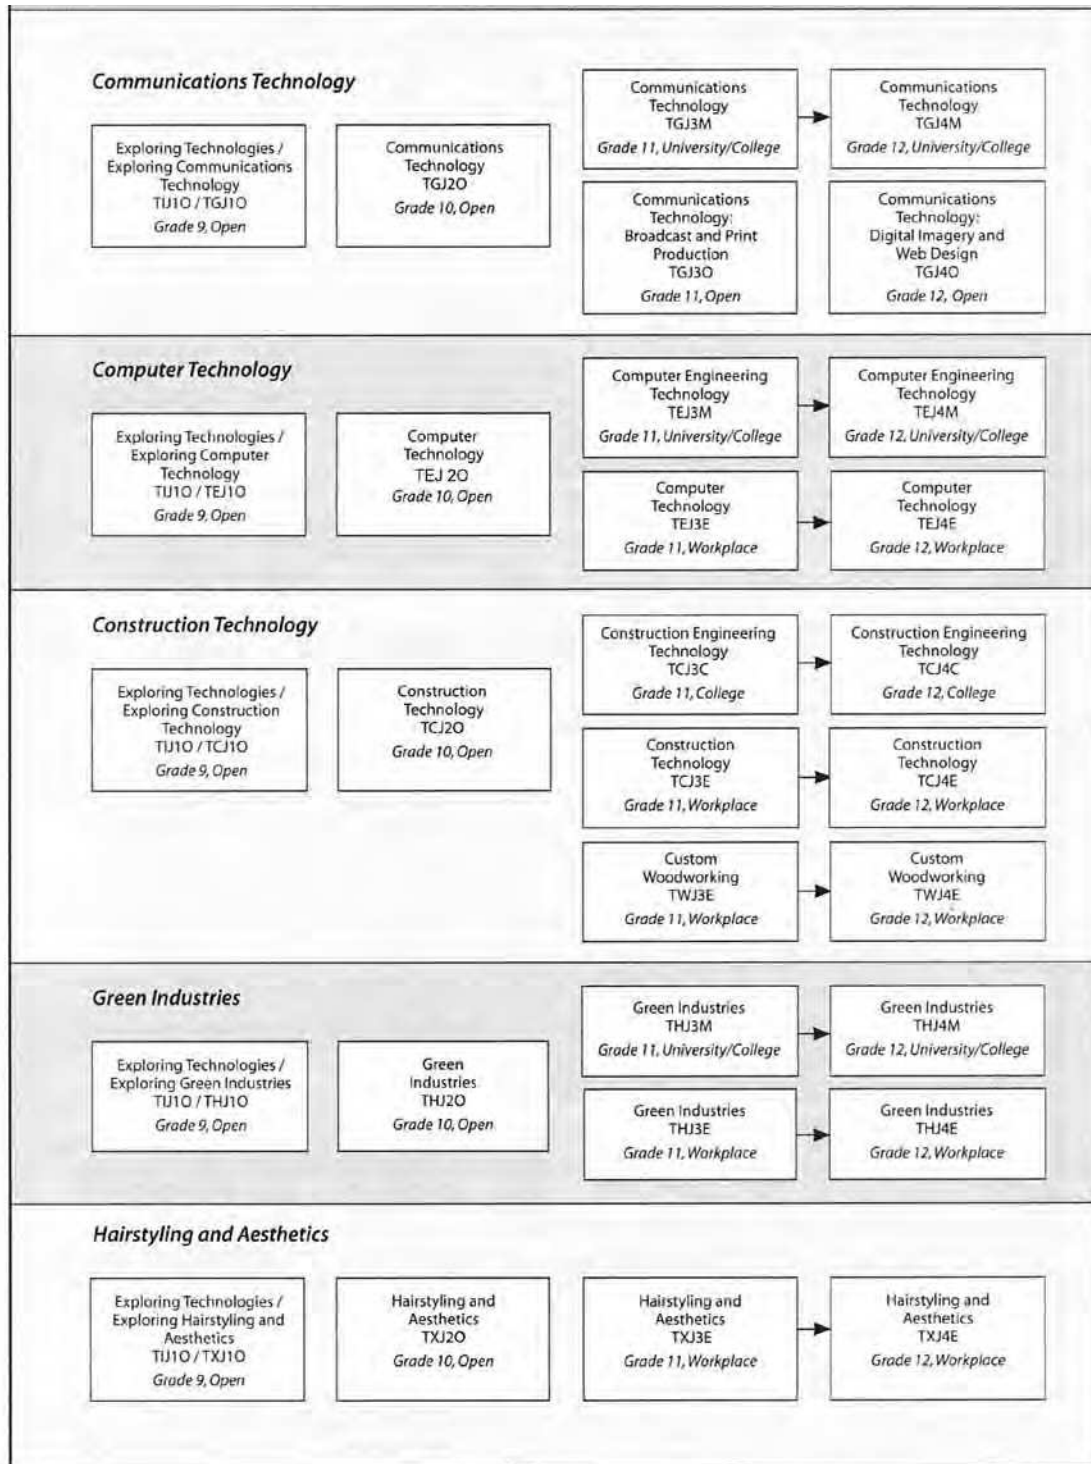 Communications Technology
Exploring Technologies /
Exploring Communications
Technology
TIJ1O / TGJ1O
Grade 9, Open
Communications
Technology
TGJ2O
Grade 10, Open
Communications
Technology
TGJ3M
Grade 11, University/College
Communications
Technology
TGJ4M
Grade 12, University/College
Communications
Technology:
Broadcast and Print
Production
TGJ3O
Grade 11, Open
Communications
Technology:
Digital Imagery and
Web Design
TGJ4O
Grade 12, Open
Computer Technology
Exploring Technologies /
Exploring Computer
Technology
TIJ1O / TEJ1O
Grade 9, Open
Computer
Technology
TEJ 2O
Grade 10, Open
Computer Engineering
Technology
TEJ3M
Grade 11, University/College
Computer Engineering
Technology
TEJ4M
Grade 12, University/College
Computer
Technology
TEJ3E
Grade 11, Workplace
Computer
Technology
TEJ4E
Grade 12, Workplace
Construction Technology
Exploring Technologies /
Exploring Construction
Technology
TIJ1O / TCJ1O
Grade 9, Open
Construction
Technology
TCJ2O
Grade 10, Open
Construction Engineering
Technology
TCJ3C
Grade 11, College
Construction Engineering
Technology
TCJ4C
Grade 12, College
Construction
Technology
TCJ3E
Grade 11, Workplace
Construction
Technology
TCJ4E
Grade 12, Workplace
Custom
Woodworking
TWJ3E
Grade 11, Workplace
Custom
Woodworking
TWJ4E
Grade 12, Workplace
Green Industries
Exploring Technologies /
Exploring Green Industries
TIJ1O / THJ1O
Grade 9, Open
Green
Industries
THJ2O
Grade 10, Open
Green Industries
THJ3M
Grade 11, University/College
Green Industries
THJ4M
Grade 12, University/College
Green Industries
THJ3E
Grade 11, Workplace
Green Industries
THJ4E
Grade 12, Workplace
Hairstyling and Aesthetics
Exploring Technologies /
Exploring Hairstyling and
Aesthetics
TIJ1O / TXJ1O
Grade 9, Open
Hairstyling and
Aesthetics
TXJ2O
Grade 10, Open
Hairstyling and
Aesthetics
TXJ3E
Grade 11, Workplace
Hairstyling and
Aesthetics
TXJ4E
Grade 12, Workplace